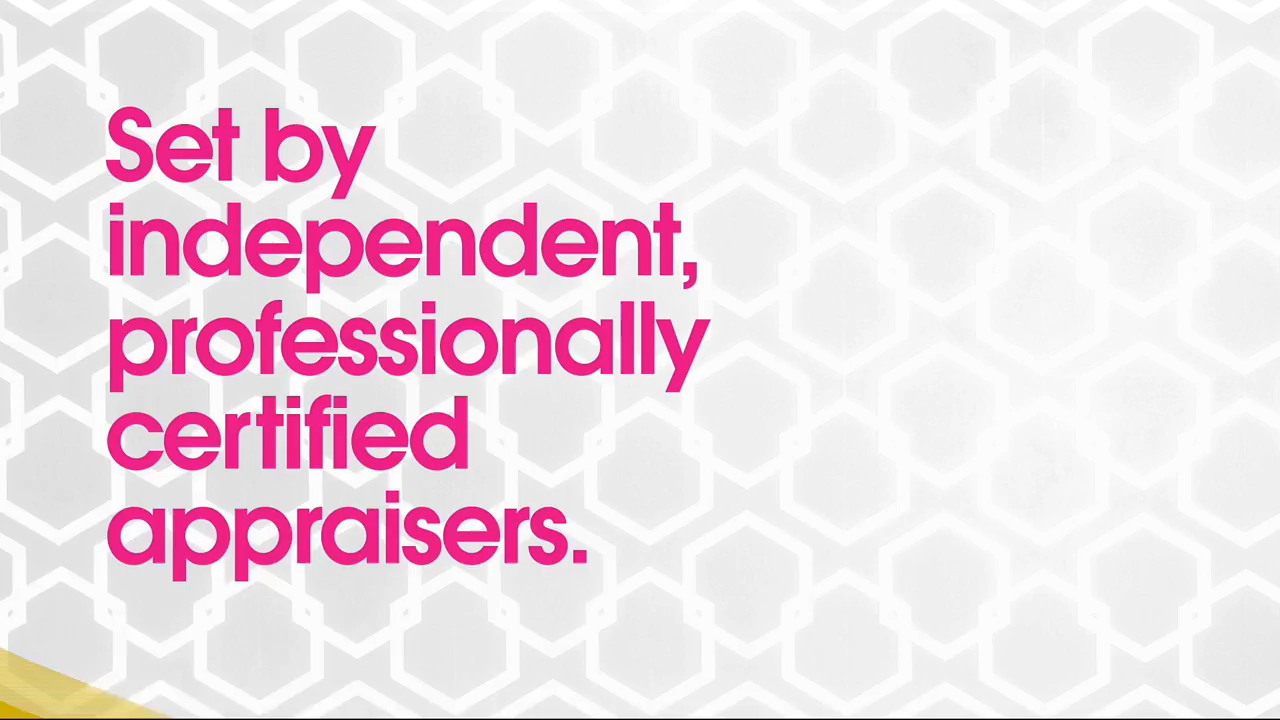 Set by
independent,
professionally
certified
appraisers.